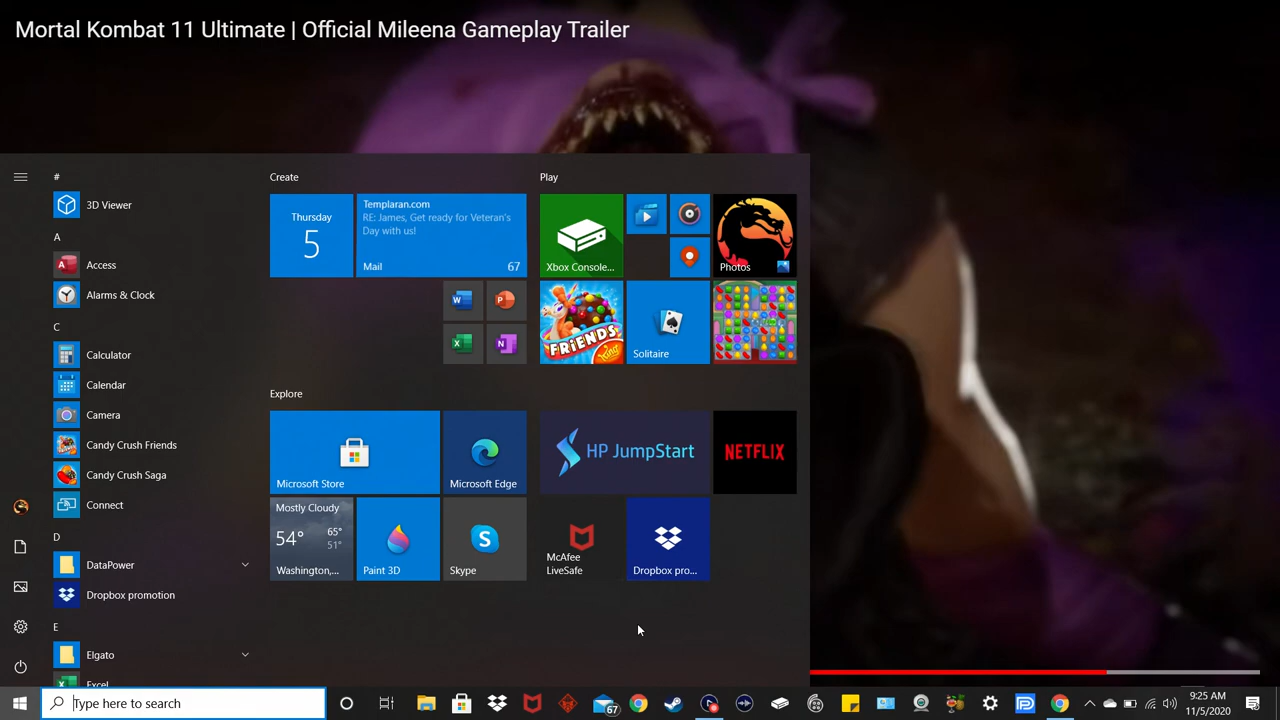 Mortal Kombat 11 Ultimate | Official Mileena Gameplay Trailer
#
3D Viewer
A
Access
Alarms & Clock
C
Calculator
Calendar
Camera
Candy Crush Friends
Candy Crush Saga
Connect
D
DataPower
Dropbox promotion
E
Elgato
Excel
Create
Thursday
5
Templaran.com
RE: James, Get ready for Veteran's
Day with us!
Mail 67
Explore
Microsoft Store
Microsoft Edge
Mostly Cloudy
54° 65°
51°
Washington,...
Paint 3D
Skype
Play
Xbox Console...
Photos
FRIENDS
King
Solitaire
HP JumpStart
NETFLIX
McAfee
LiveSafe
Dropbox pro...
Type here to search
67
9:25 AM
11/5/2020